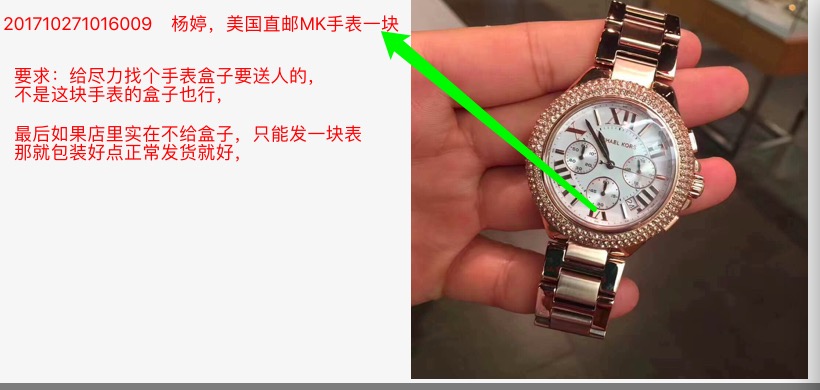 201710271016009 杨婷，美国直邮MK手表一块
要求：给尽力找个手表盒子要送人的，
不是这块手表的盒子也行，
最后如果店里实在不给盒子，只能发一块表
那就包装好点正常发货就好，
MICHAEL KORS